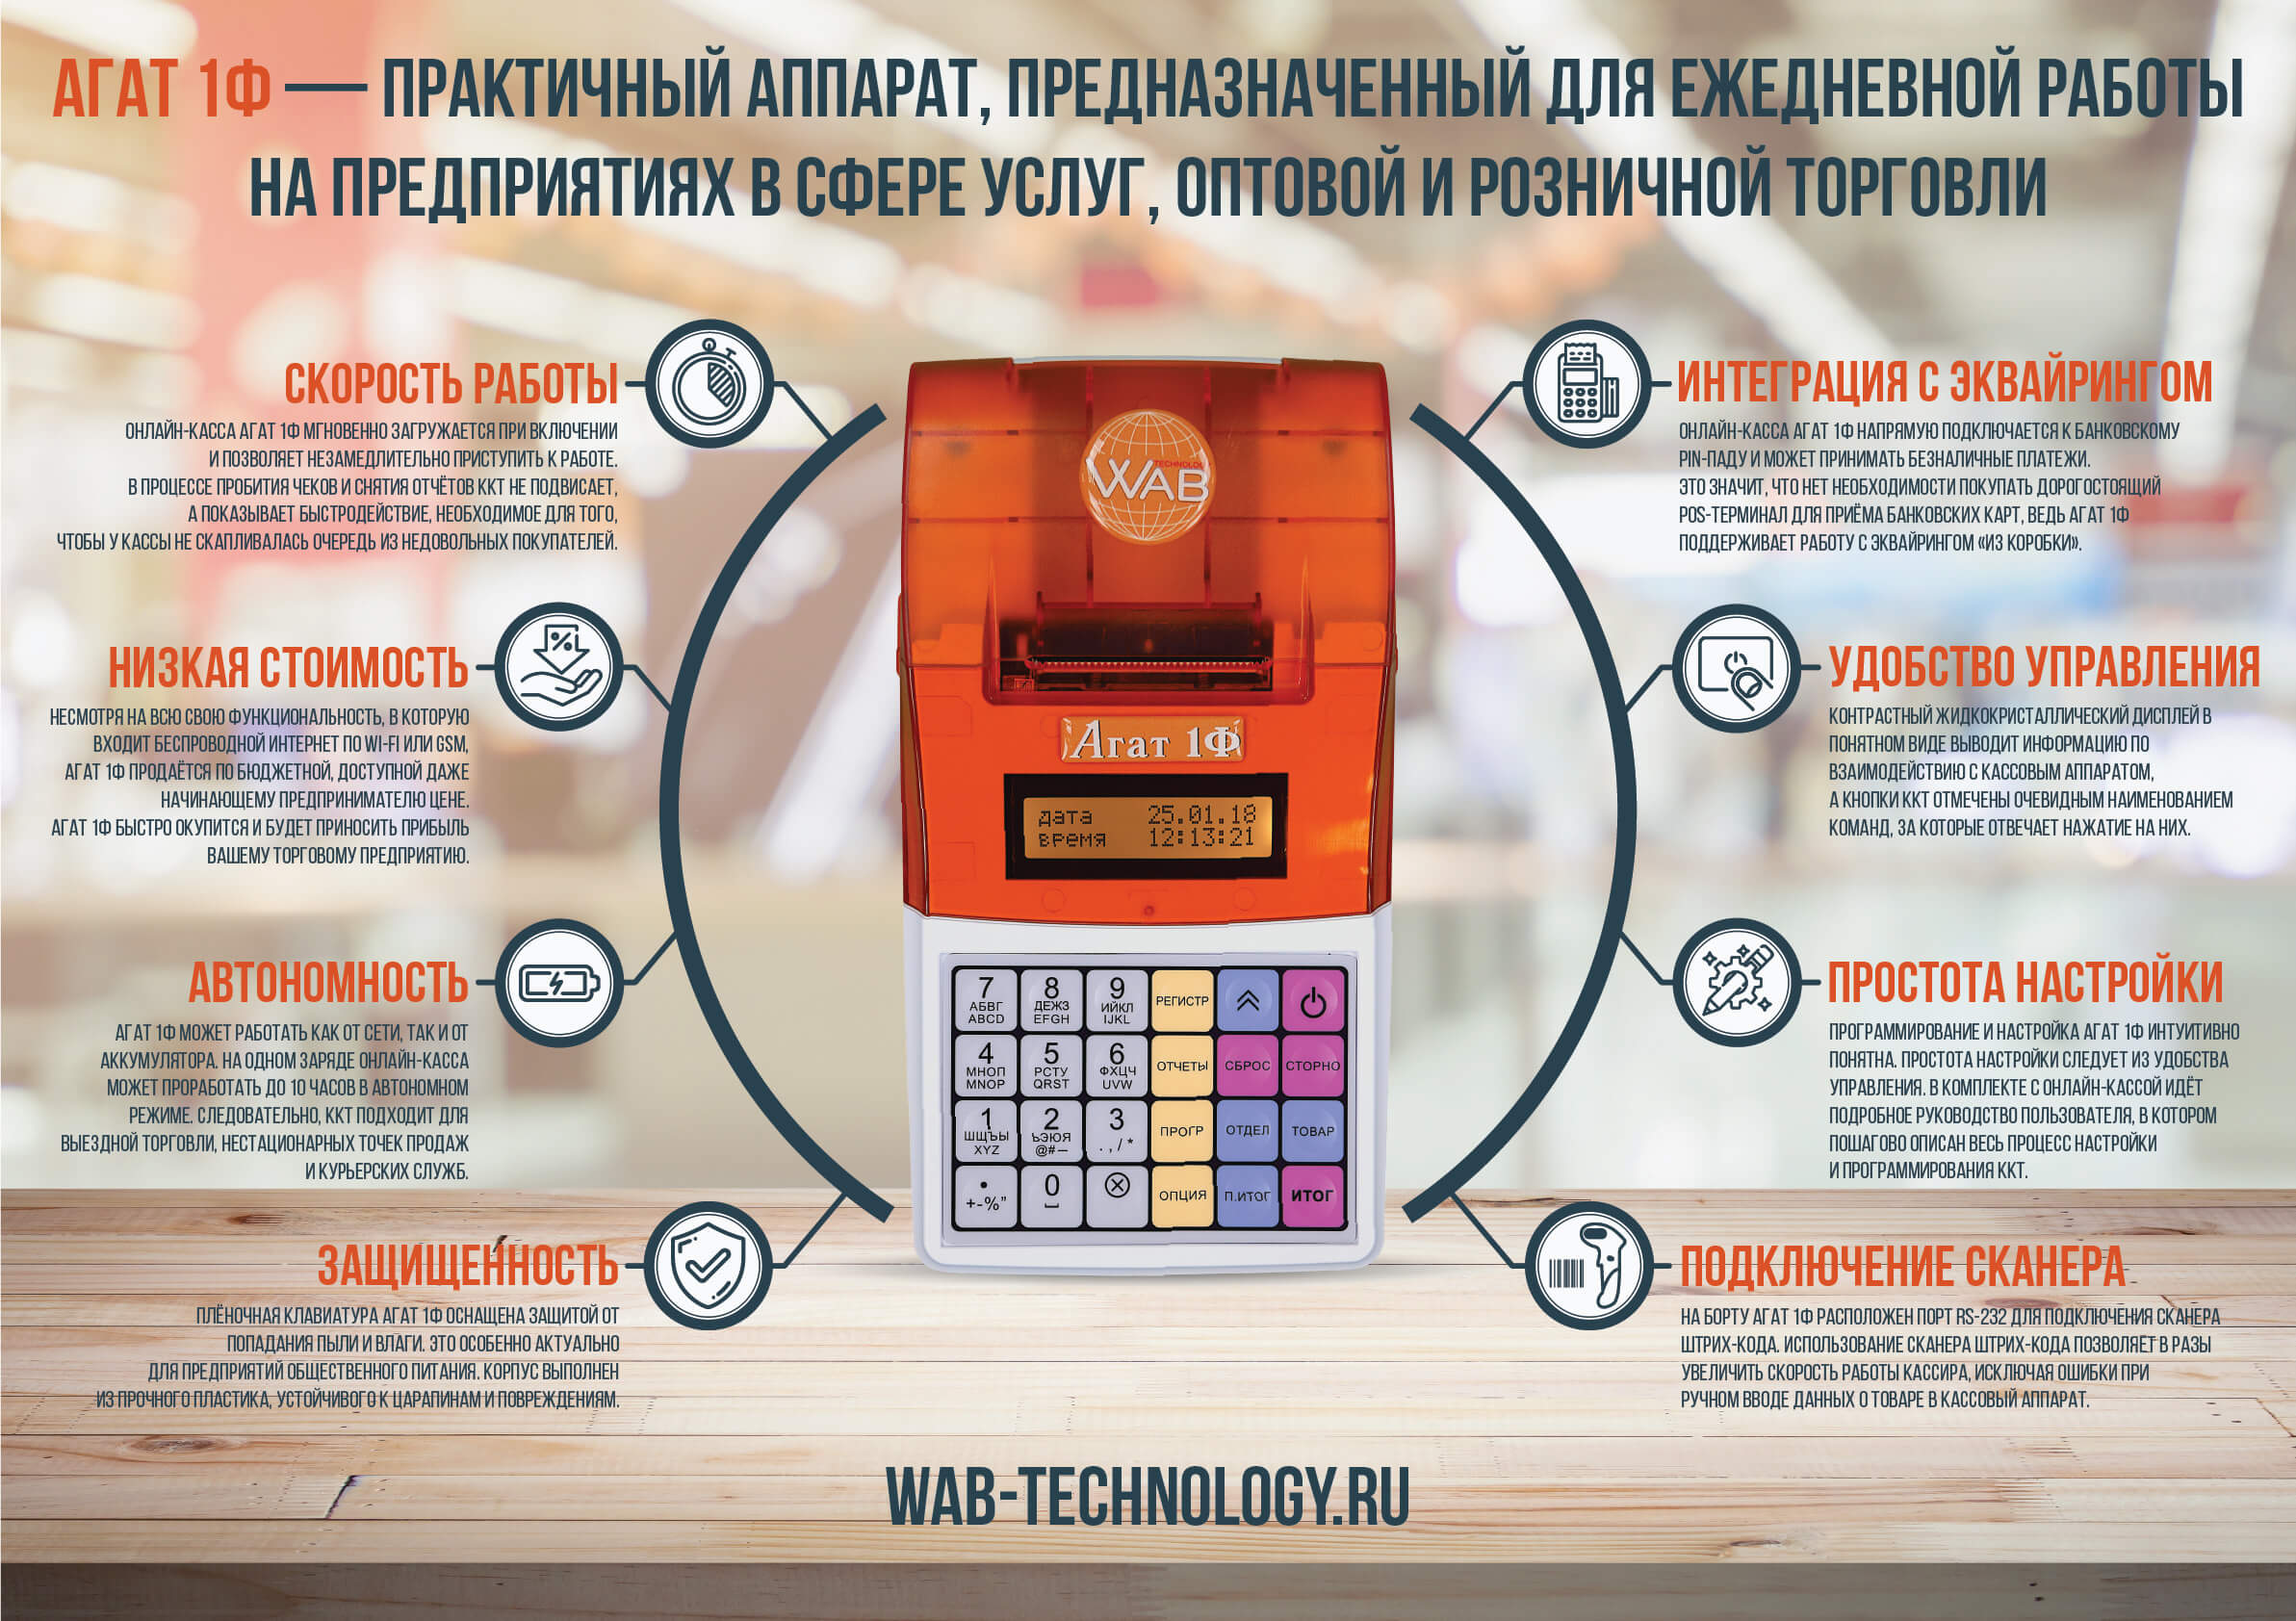 АГАТ 1Ф — ПРАКТИЧНЫЙ АППАРАТ, ПРЕДНАЗНАЧЕННЫЙ ДЛЯ ЕЖЕДНЕВНОЙ РАБОТЫ
НА ПРЕДПРИЯТИЯХ В СФЕРЕ УСЛУГ, ОПТОВОЙ И РОЗНИЧНОЙ ТОРГОВЛИ
СКОРОСТЬ РАБОТЫ
ОНЛАЙН-КАССА АГАТ 1Ф МГНОВЕННО ЗАГРУЖАЕТСЯ ПРИ ВКЛЮЧЕНИИ
И ПОЗВОЛЯЕТ НЕЗАМЕДЛИТЕЛЬНО ПРИСТУПИТЬ К РАБОТЕ.
В ПРОЦЕССЕ ПРОБИТИЯ ЧЕКОВ И СНЯТИЯ ОТЧЁТОВ ККТ НЕ ПОДВИСАЕТ,
А ПОКАЗЫВАЕТ БЫСТРОДЕЙСТВИЕ, НЕОБХОДИМОЕ ДЛЯ ТОГО,
ЧТОБЫ У КАССЫ НЕ СКАПЛИВАЛАСЬ ОЧЕРЕДЬ ИЗ НЕДОВОЛЬНЫХ ПОКУПАТЕЛЕЙ.
НИЗКАЯ СТОИМОСТЬ
НЕСМОТРЯ НА ВСЮ СВОЮ ФУНКЦИОНАЛЬНОСТЬ, В КОТОРУЮ
ВХОДИТ БЕСПРОВОДНОЙ ИНТЕРНЕТ ПО WI-FI ИЛИ GSM,
АГАТ 1Ф ПРОДАЁТСЯ ПО БЮДЖЕТНОЙ, ДОСТУПНОЙ ДАЖЕ
НАЧИНАЮЩЕМУ ПРЕДПРИНИМАТЕЛЮ ЦЕНЕ.
АГАТ 1Ф БЫСТРО ОКУПИТСЯ И БУДЕТ ПРИНОСИТЬ ПРИБЫЛЬ
ВАШЕМУ ТОРГОВОМУ ПРЕДПРИЯТИЮ.
АВТОНОМНОСТЬ
АГАТ 1Ф МОЖЕТ РАБОТАТЬ КАК ОТ СЕТИ, ТАК И ОТ
АККУМУЛЯТОРА. НА ОДНОМ ЗАРЯДЕ ОНЛАЙН-КАССА
МОЖЕТ ПРОРАБОТАТЬ ДО 10 ЧАСОВ В АВТОНОМНОМ
РЕЖИМЕ. СЛЕДОВАТЕЛЬНО, ККТ ПОДХОДИТ ДЛЯ
ВЫЕЗДНОЙ ТОРГОВЛИ, НЕСТАЦИОНАРНЫХ ТОЧЕК ПРОДАЖ
И КУРЬЕРСКИХ СЛУЖБ.
ЗАЩИЩЕННОСТЬ
ПЛЁНОЧНАЯ КЛАВИАТУРА АГАТ 1Ф ОСНАЩЕНА ЗАЩИТОЙ ОТ
ПОПАДАНИЯ ПЫЛИ И ВЛАГИ. ЭТО ОСОБЕННО АКТУАЛЬНО
ДЛЯ ПРЕДПРИЯТИЙ ОБЩЕСТВЕННОГО ПИТАНИЯ. КОРПУС ВЫПОЛНЕН
ИЗ ПРОЧНОГО ПЛАСТИКА, УСТОЙЧИВОГО К ЦАРАПИНАМ И ПОВРЕЖДЕНИЯМ.
%
TECHNOLOGY
WAB
Агат 1Ф
дата 25.01.18
время 12:13:21
7 8 9 РЕГИСТР
АБВГ ДЕЖЗ ИЙКЛ
ABCD EFGH IJKL
4 5 6 ОТЧЕТЫ СБРОС СТОРНО
МНОП РСТУ ФХЦЧ
MNOP QRST UVW
1 2 3 ПРОГР ОТДЕЛ ТОВАР
ШЩЪЫ ЬЭЮЯ . , / *
XYZ @#—
• 0 ⊗ ОПЦИЯ П.ИТОГ ИТОГ
+-%"
ИНТЕГРАЦИЯ С ЭКВАЙРИНГОМ
ОНЛАЙН-КАССА АГАТ 1Ф НАПРЯМУЮ ПОДКЛЮЧАЕТСЯ К БАНКОВСКОМУ
PIN-ПАДУ И МОЖЕТ ПРИНИМАТЬ БЕЗНАЛИЧНЫЕ ПЛАТЕЖИ.
ЭТО ЗНАЧИТ, ЧТО НЕТ НЕОБХОДИМОСТИ ПОКУПАТЬ ДОРОГОСТОЯЩИЙ
POS-ТЕРМИНАЛ ДЛЯ ПРИЁМА БАНКОВСКИХ КАРТ, ВЕДЬ АГАТ 1Ф
ПОДДЕРЖИВАЕТ РАБОТУ С ЭКВАЙРИНГОМ «ИЗ КОРОБКИ».
УДОБСТВО УПРАВЛЕНИЯ
КОНТРАСТНЫЙ ЖИДКОКРИСТАЛЛИЧЕСКИЙ ДИСПЛЕЙ В
ПОНЯТНОМ ВИДЕ ВЫВОДИТ ИНФОРМАЦИЮ ПО
ВЗАИМОДЕЙСТВИЮ С КАССОВЫМ АППАРАТОМ,
А КНОПКИ ККТ ОТМЕЧЕНЫ ОЧЕВИДНЫМ НАИМЕНОВАНИЕМ
КОМАНД, ЗА КОТОРЫЕ ОТВЕЧАЕТ НАЖАТИЕ НА НИХ.
ПРОСТОТА НАСТРОЙКИ
ПРОГРАММИРОВАНИЕ И НАСТРОЙКА АГАТ 1Ф ИНТУИТИВНО
ПОНЯТНА. ПРОСТОТА НАСТРОЙКИ СЛЕДУЕТ ИЗ УДОБСТВА
УПРАВЛЕНИЯ. В КОМПЛЕКТЕ С ОНЛАЙН-КАССОЙ ИДЁТ
ПОДРОБНОЕ РУКОВОДСТВО ПОЛЬЗОВАТЕЛЯ, В КОТОРОМ
ПОШАГОВО ОПИСАН ВЕСЬ ПРОЦЕСС НАСТРОЙКИ
И ПРОГРАММИРОВАНИЯ ККТ.
ПОДКЛЮЧЕНИЕ СКАНЕРА
НА БОРТУ АГАТ 1Ф РАСПОЛОЖЕН ПОРТ RS-232 ДЛЯ ПОДКЛЮЧЕНИЯ СКАНЕРА
ШТРИХ-КОДА. ИСПОЛЬЗОВАНИЕ СКАНЕРА ШТРИХ-КОДА ПОЗВОЛЯЕТ В РАЗЫ
УВЕЛИЧИТЬ СКОРОСТЬ РАБОТЫ КАССИРА, ИСКЛЮЧАЯ ОШИБКИ ПРИ
РУЧНОМ ВВОДЕ ДАННЫХ О ТОВАРЕ В КАССОВЫЙ АППАРАТ.
WAB-TECHNOLOGY.RU